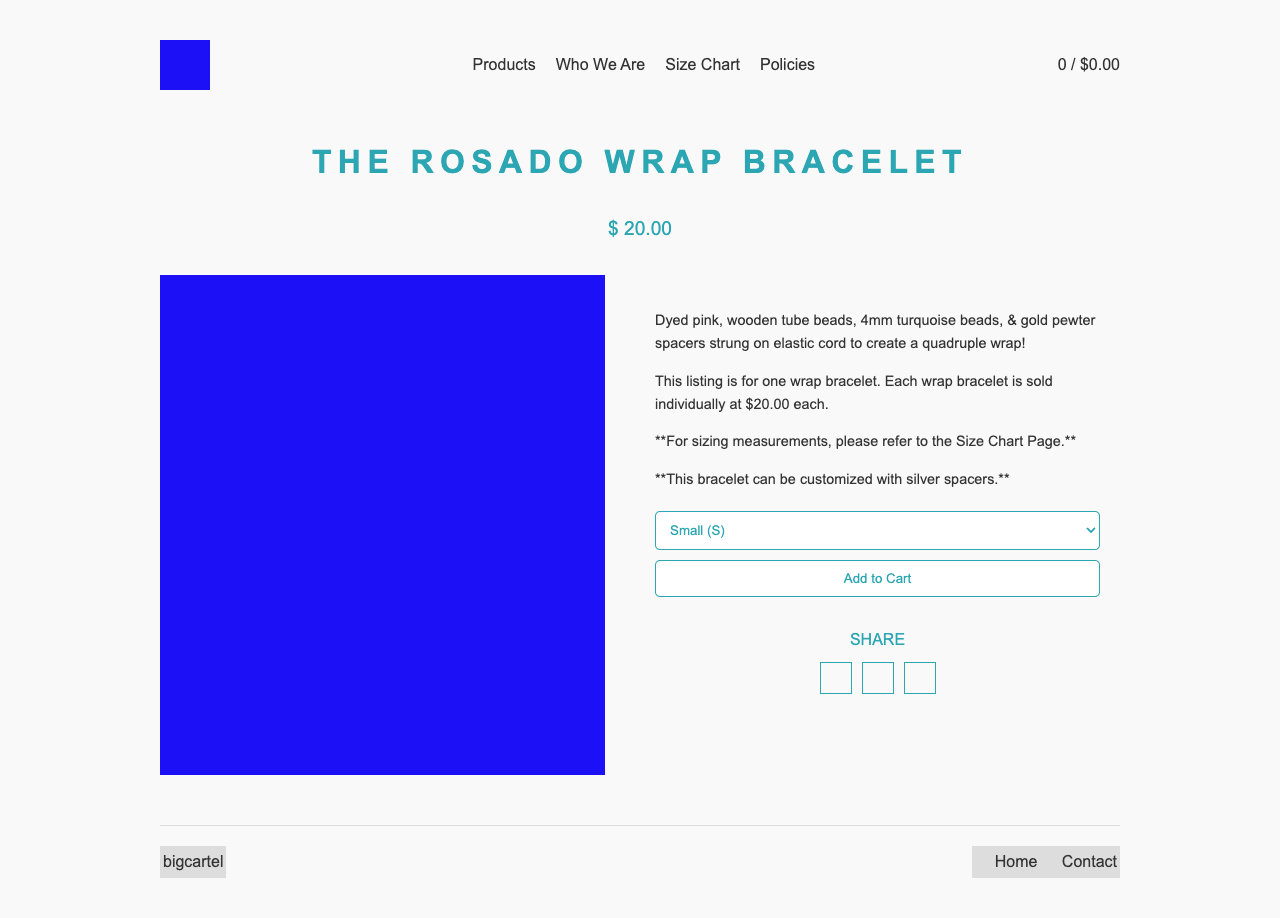 Products Who We Are Size Chart Policies 0 / $0.00
THE ROSADO WRAP BRACELET
$ 20.00
Dyed pink, wooden tube beads, 4mm turquoise beads, & gold pewter
spacers strung on elastic cord to create a quadruple wrap!
This listing is for one wrap bracelet. Each wrap bracelet is sold
individually at $20.00 each.
**For sizing measurements, please refer to the Size Chart Page.**
**This bracelet can be customized with silver spacers.**
Small (S)
Add to Cart
SHARE
bigcartel Home Contact